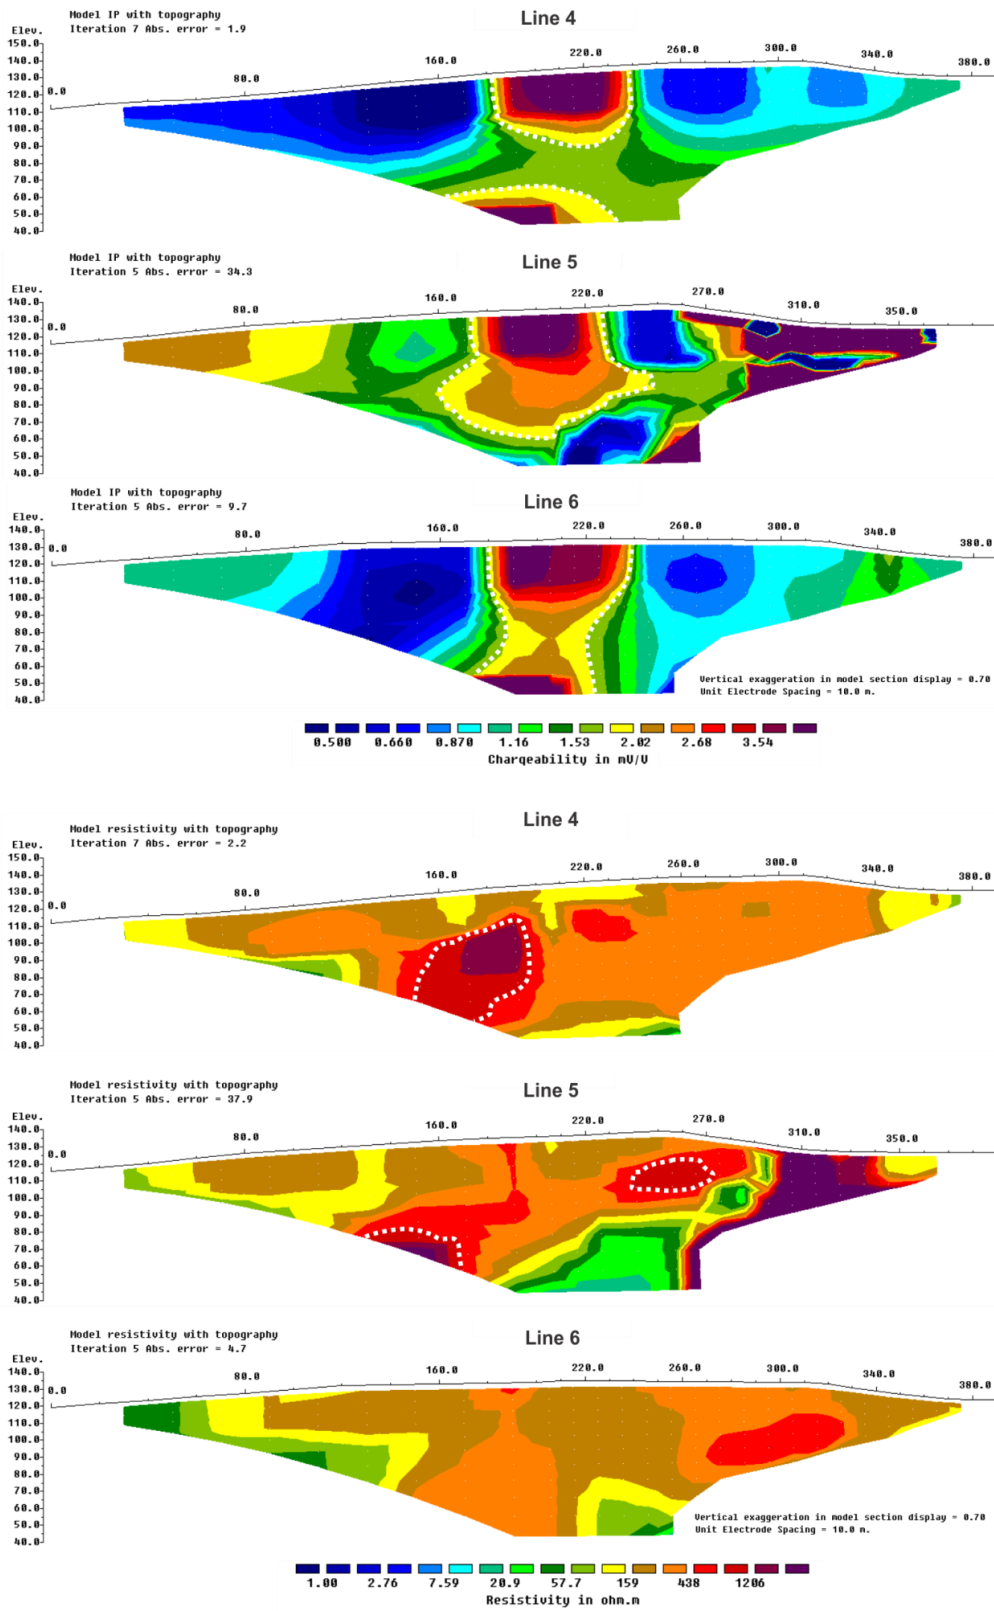 Line 4
Model IP with topography
Iteration 7 Abs. error = 1.9
Elev.
150.0
140.0
130.0
120.0
110.0
100.0
90.0
80.0
70.0
60.0
50.0
40.0
0.0 80.0 160.0 220.0 260.0 300.0 340.0 380.0
Line 5
Model IP with topography
Iteration 5 Abs. error = 34.3
Elev.
140.0
130.0
120.0
110.0
100.0
90.0
80.0
70.0
60.0
50.0
40.0
0.0 80.0 160.0 220.0 270.0 310.0 350.0
Line 6
Model IP with topography
Iteration 5 Abs. error = 9.7
Elev.
140.0
130.0
120.0
110.0
100.0
90.0
80.0
70.0
60.0
50.0
40.0
0.0 80.0 160.0 220.0 260.0 300.0 340.0 380.0
Vertical exaggeration in model section display = 0.70
Unit Electrode Spacing = 10.0 m.
0.500 0.660 0.870 1.16 1.53 2.02 2.68 3.54
Chargeability in mV/V
Line 4
Model resistivity with topography
Iteration 7 Abs. error = 2.2
Elev.
150.0
140.0
130.0
120.0
110.0
100.0
90.0
80.0
70.0
60.0
50.0
40.0
0.0 80.0 160.0 220.0 260.0 300.0 340.0 380.0
Line 5
Model resistivity with topography
Iteration 5 Abs. error = 37.9
Elev.
140.0
130.0
120.0
110.0
100.0
90.0
80.0
70.0
60.0
50.0
40.0
0.0 80.0 160.0 220.0 270.0 310.0 350.0
Line 6
Model resistivity with topography
Iteration 5 Abs. error = 4.7
Elev.
140.0
130.0
120.0
110.0
100.0
90.0
80.0
70.0
60.0
50.0
40.0
0.0 80.0 160.0 220.0 260.0 300.0 340.0 380.0
Vertical exaggeration in model section display = 0.70
Unit Electrode Spacing = 10.0 m.
1.00 2.76 7.59 20.9 57.7 159 438 1206
Resistivity in ohm.m